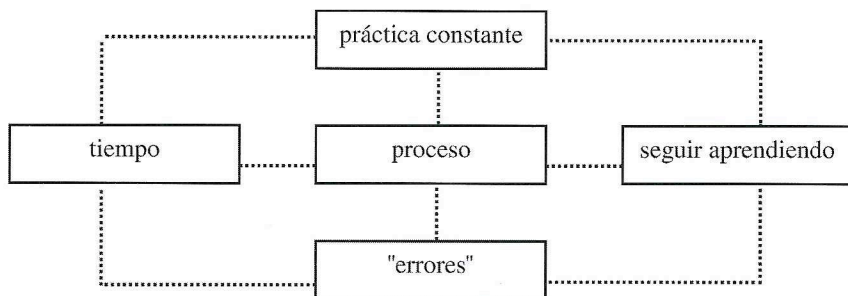 práctica constante
tiempo
proceso
seguir aprendiendo
"errores"